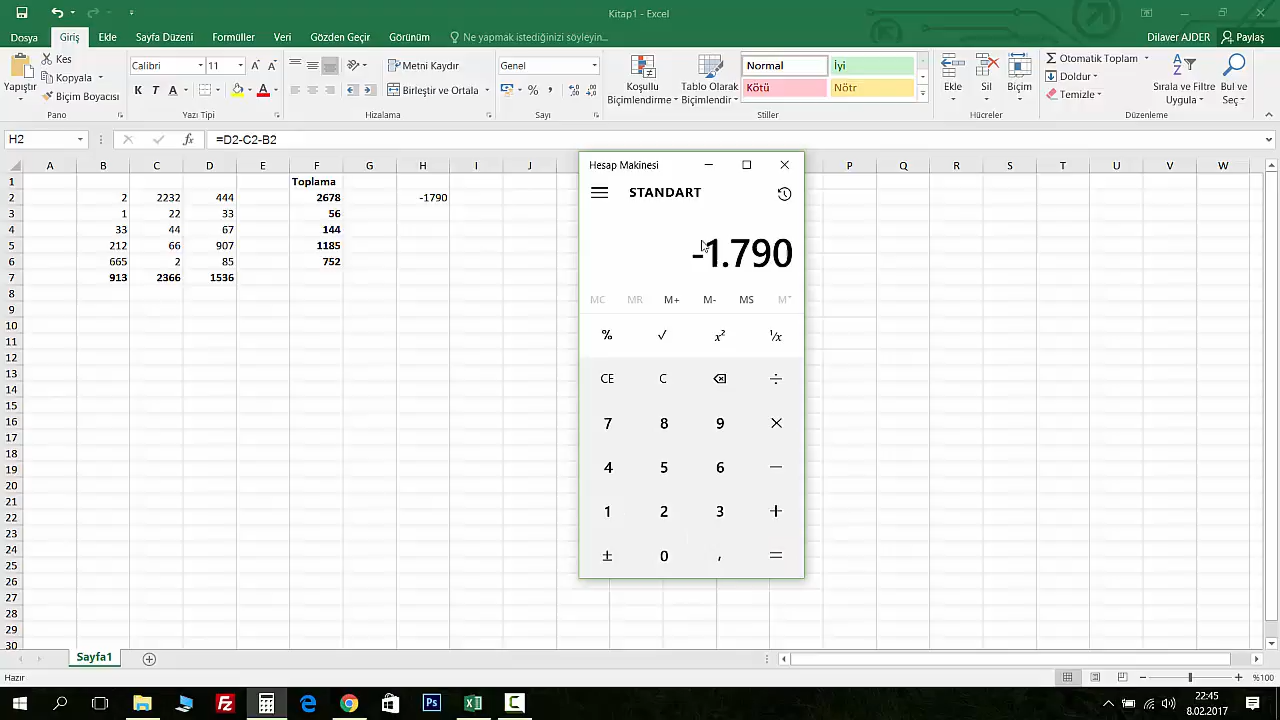 Kitap1 - Excel
Dosya Giriş Ekle Sayfa Düzeni Formüller Veri Gözden Geçir Görünüm Ne yapmak istediğinizi söyleyin... Dilaver AJDER Paylaş
Yapıştır
Kes
Kopyala
Biçim Boyacısı
Calibri 11
K T A
Metni Kaydır
Birleştir ve Ortala
Genel
%
Koşullu Biçimlendirme
Tablo Olarak Biçimlendir
Normal İyi
Kötü Nötr
Ekle Sil Biçim
Otomatik Toplam
Doldur
Temizle
Sırala ve Filtre Uygula
Bul ve Seç
Pano Yazı Tipi Hizalama Sayı Stiller Hücreler Düzenleme
H2 fx =D2-C2-B2
A B C D E F G H I J P Q R S T U V W
1 Toplama
2 2 2232 444 2678 -1790
3 1 22 33 56
4 33 44 67 144
5 212 66 907 1185
6 665 2 85 752
7 913 2366 1536
8
9
10
11
12
13
14
15
16
17
18
19
20
21
22
23
24
25
26
27
28
29
30
Hesap Makinesi
STANDART
-1.790
MC MR M+ M- MS M˅
% √ x² ¹/x
CE C ÷
7 8 9 ×
4 5 6 −
1 2 3 +
± 0 , =
Sayfa1
Hazır %100
Fz Ps
22:45
8.02.2017